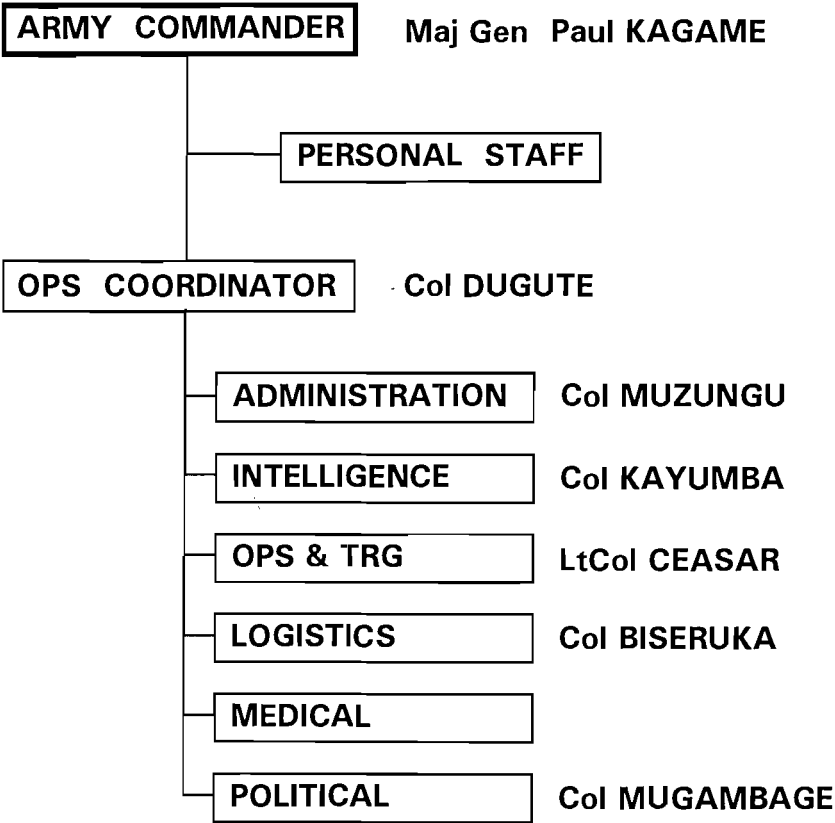 ARMY COMMANDER Maj Gen Paul KAGAME
PERSONAL STAFF
OPS COORDINATOR Col DUGUTE
ADMINISTRATION Col MUZUNGU
INTELLIGENCE Col KAYUMBA
OPS & TRG LtCol CEASAR
LOGISTICS Col BISERUKA
MEDICAL
POLITICAL Col MUGAMBAGE